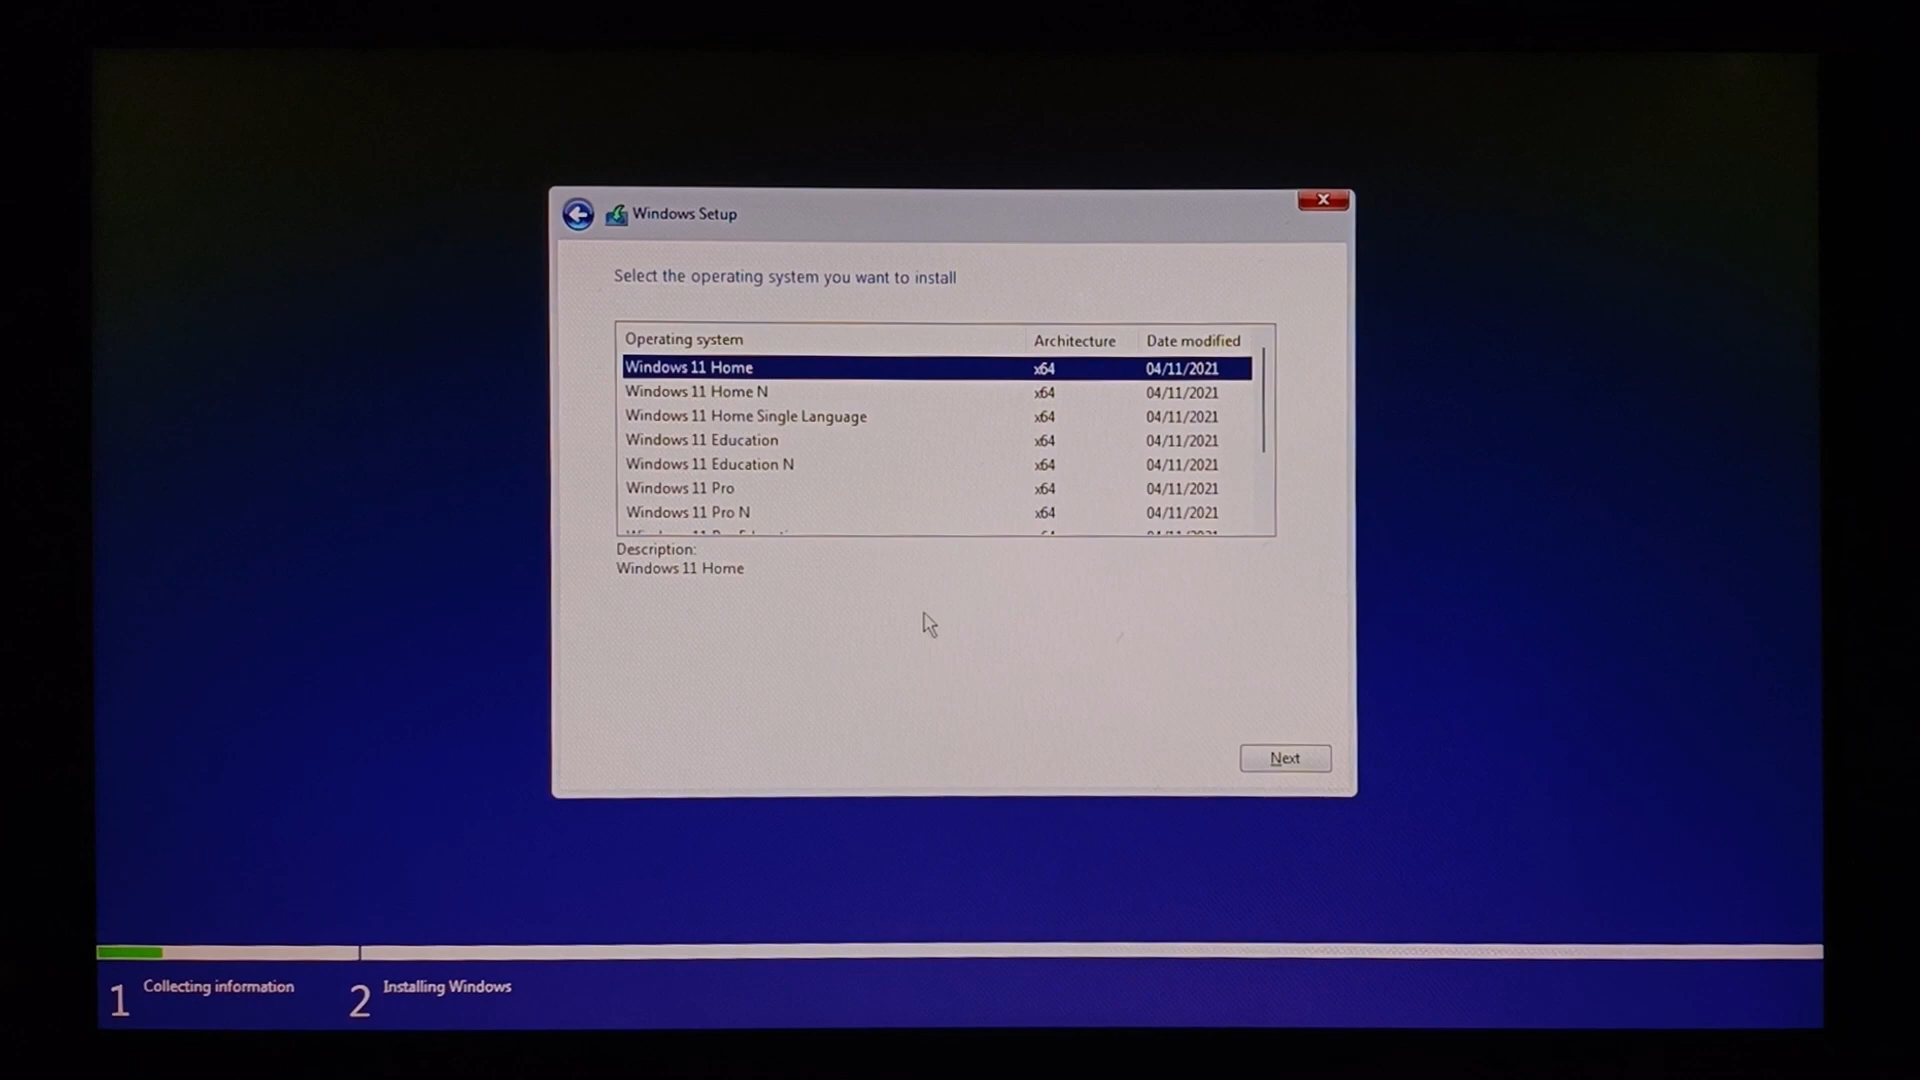 Windows Setup
Select the operating system you want to install
Operating system Architecture Date modified
Windows 11 Home x64 04/11/2021
Windows 11 Home N x64 04/11/2021
Windows 11 Home Single Language x64 04/11/2021
Windows 11 Education x64 04/11/2021
Windows 11 Education N x64 04/11/2021
Windows 11 Pro x64 04/11/2021
Windows 11 Pro N x64 04/11/2021
Description:
Windows 11 Home
Next
1 Collecting information 2 Installing Windows